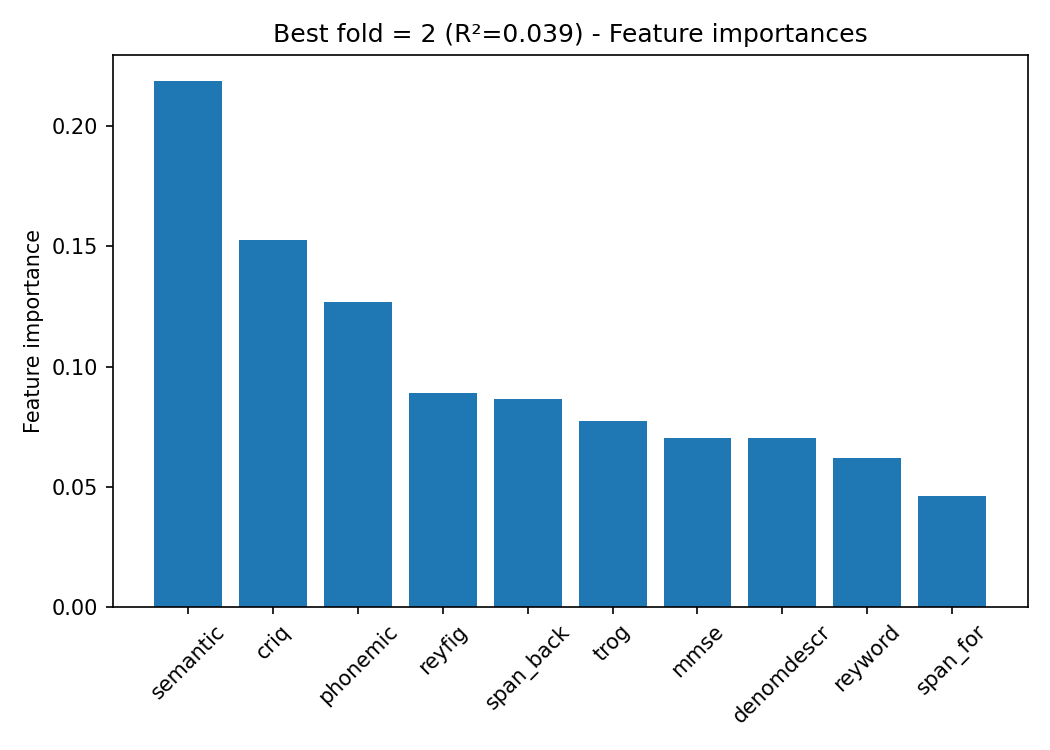 Best fold = 2 (R²=0.039) - Feature importances
Feature importance
0.20
0.15
0.10
0.05
0.00
semantic
criq
phonemic
reyfig
span_back
trog
mmse
denomdescr
reyword
span_for